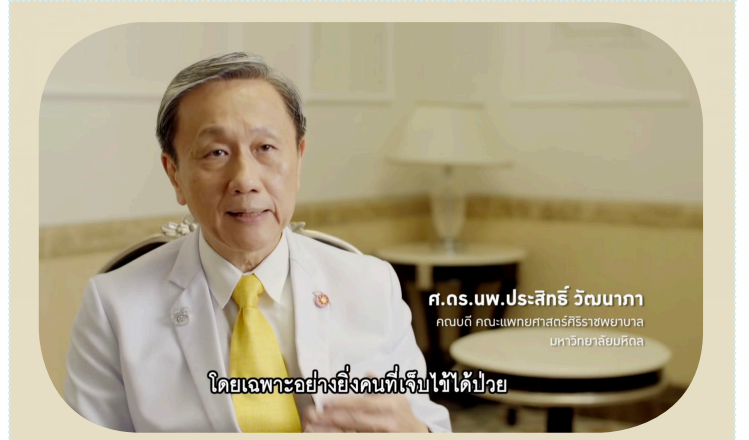 ศ.ดร.นพ.ประสิทธิ์ วัฒนาภา
คณบดี คณะแพทยศาสตร์ศิริราชพยาบาล
มหาวิทยาลัยมหิดล
โดยเฉพาะอย่างยิ่งคนที่เจ็บไข้ได้ป่วย